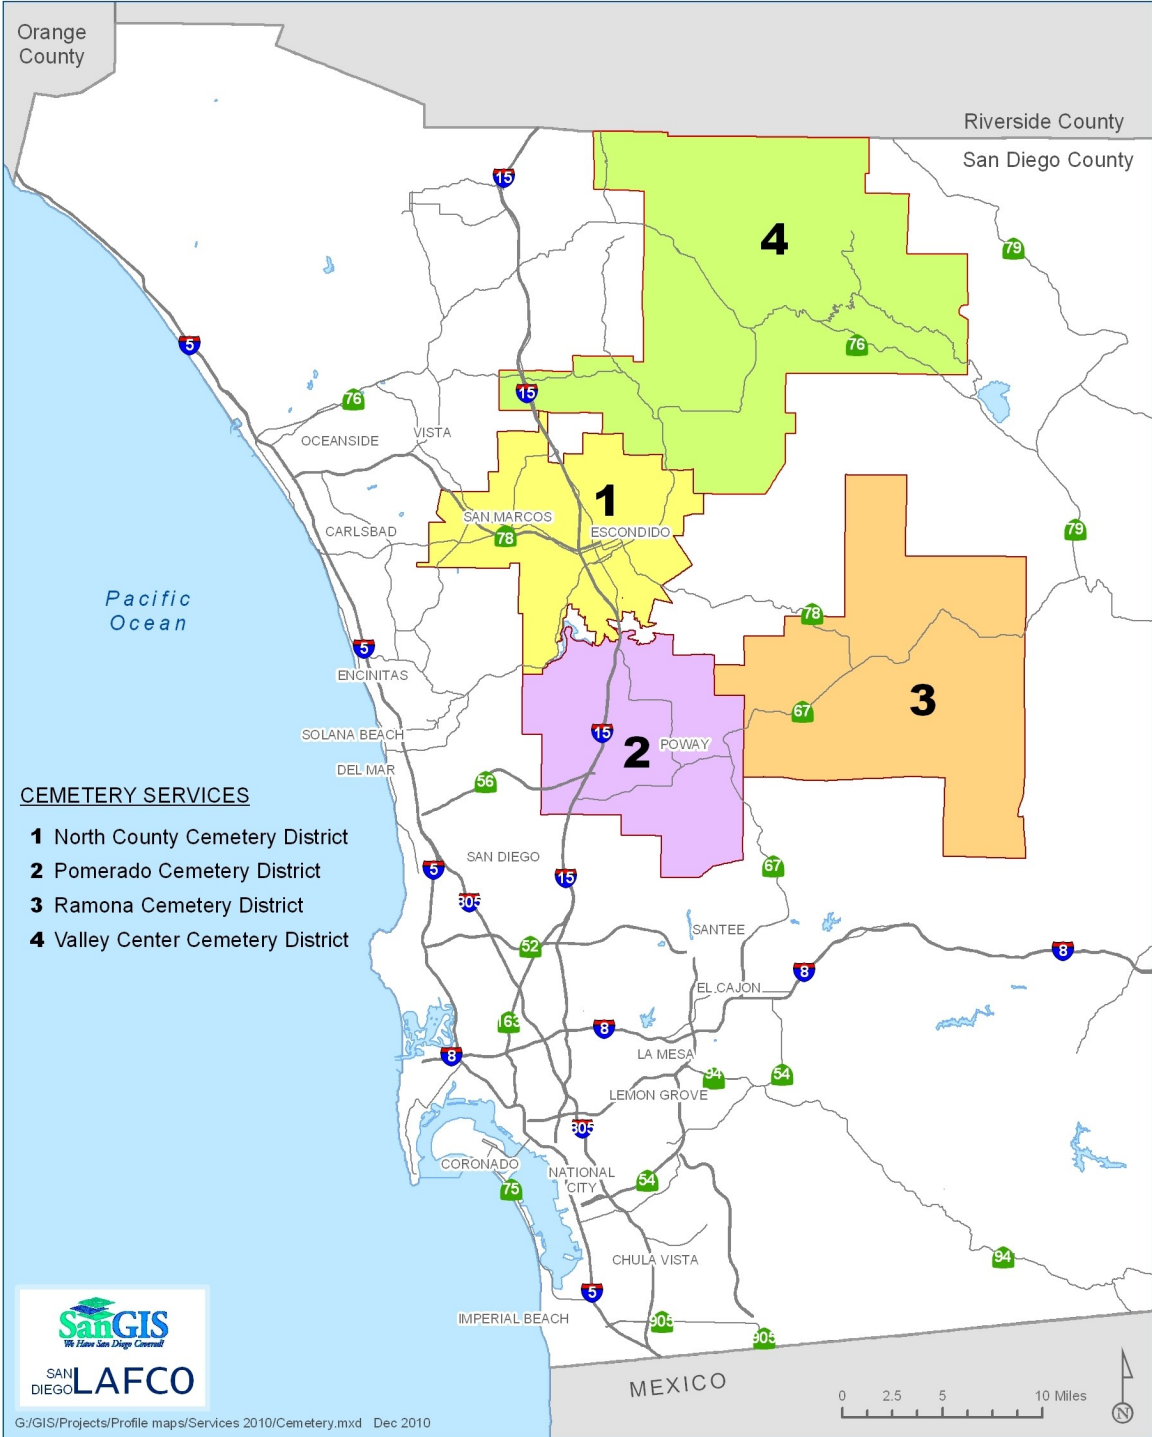 Orange
County
Riverside County
San Diego County
15
4
79
5
76
15
76
OCEANSIDE
VISTA
1
SAN MARCOS
78
ESCONDIDO
CARLSBAD
79
Pacific
Ocean
78
5
ENCINITAS
3
67
SOLANA BEACH
15
2
POWAY
DEL MAR
56
CEMETERY SERVICES
1 North County Cemetery District
2 Pomerado Cemetery District
3 Ramona Cemetery District
4 Valley Center Cemetery District
SAN DIEGO
5
15
67
805
SANTEE
52
8
8
EL CAJON
163
8
8
LA MESA
94
54
LEMON GROVE
805
CORONADO
NATIONAL
CITY
75
54
CHULA VISTA
94
5
IMPERIAL BEACH
905
905
SanGIS
We Have San Diego Covered!
SAN
DIEGO LAFCO
MEXICO
0 2.5 5 10 Miles
N
G:/GIS/Projects/Profile maps/Services 2010/Cemetery.mxd Dec 2010